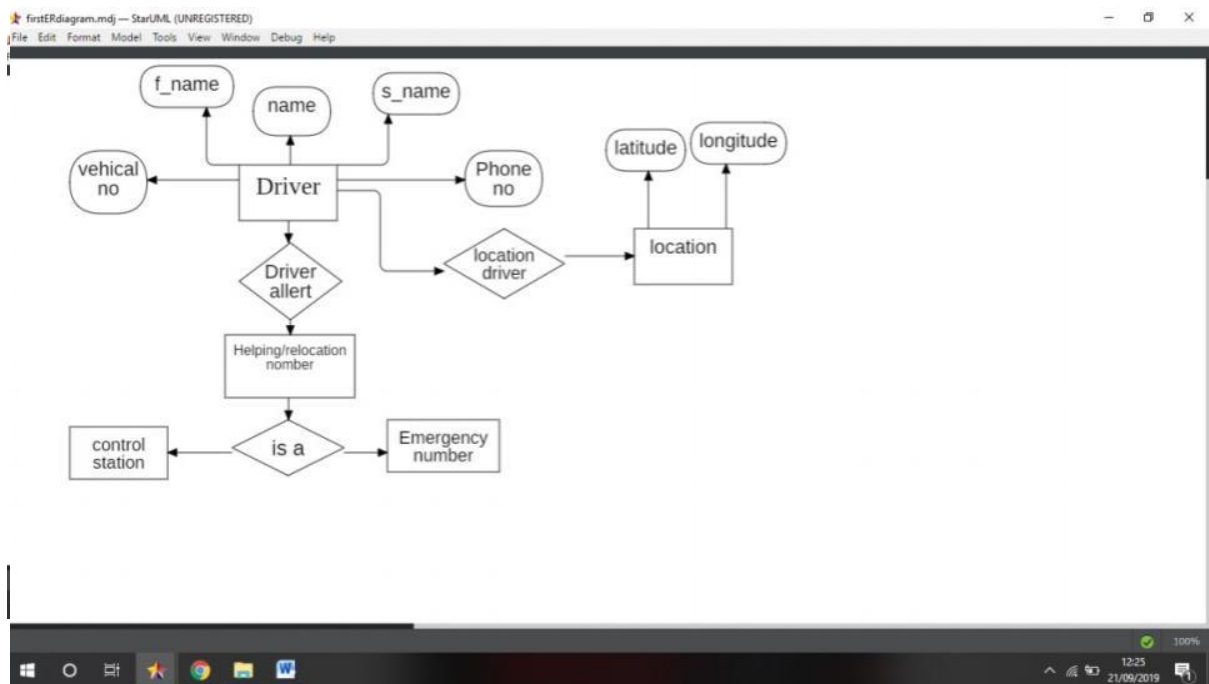 firstERdiagram.mdj — StarUML (UNREGISTERED)
File Edit Format Model Tools View Window Debug Help
f_name
name
s_name
vehical
no
Driver
Phone
no
latitude
longitude
location
driver
location
Driver
allert
Helping/relocation
nomber
control
station
is a
Emergency
number
100%
12:25
21/09/2019